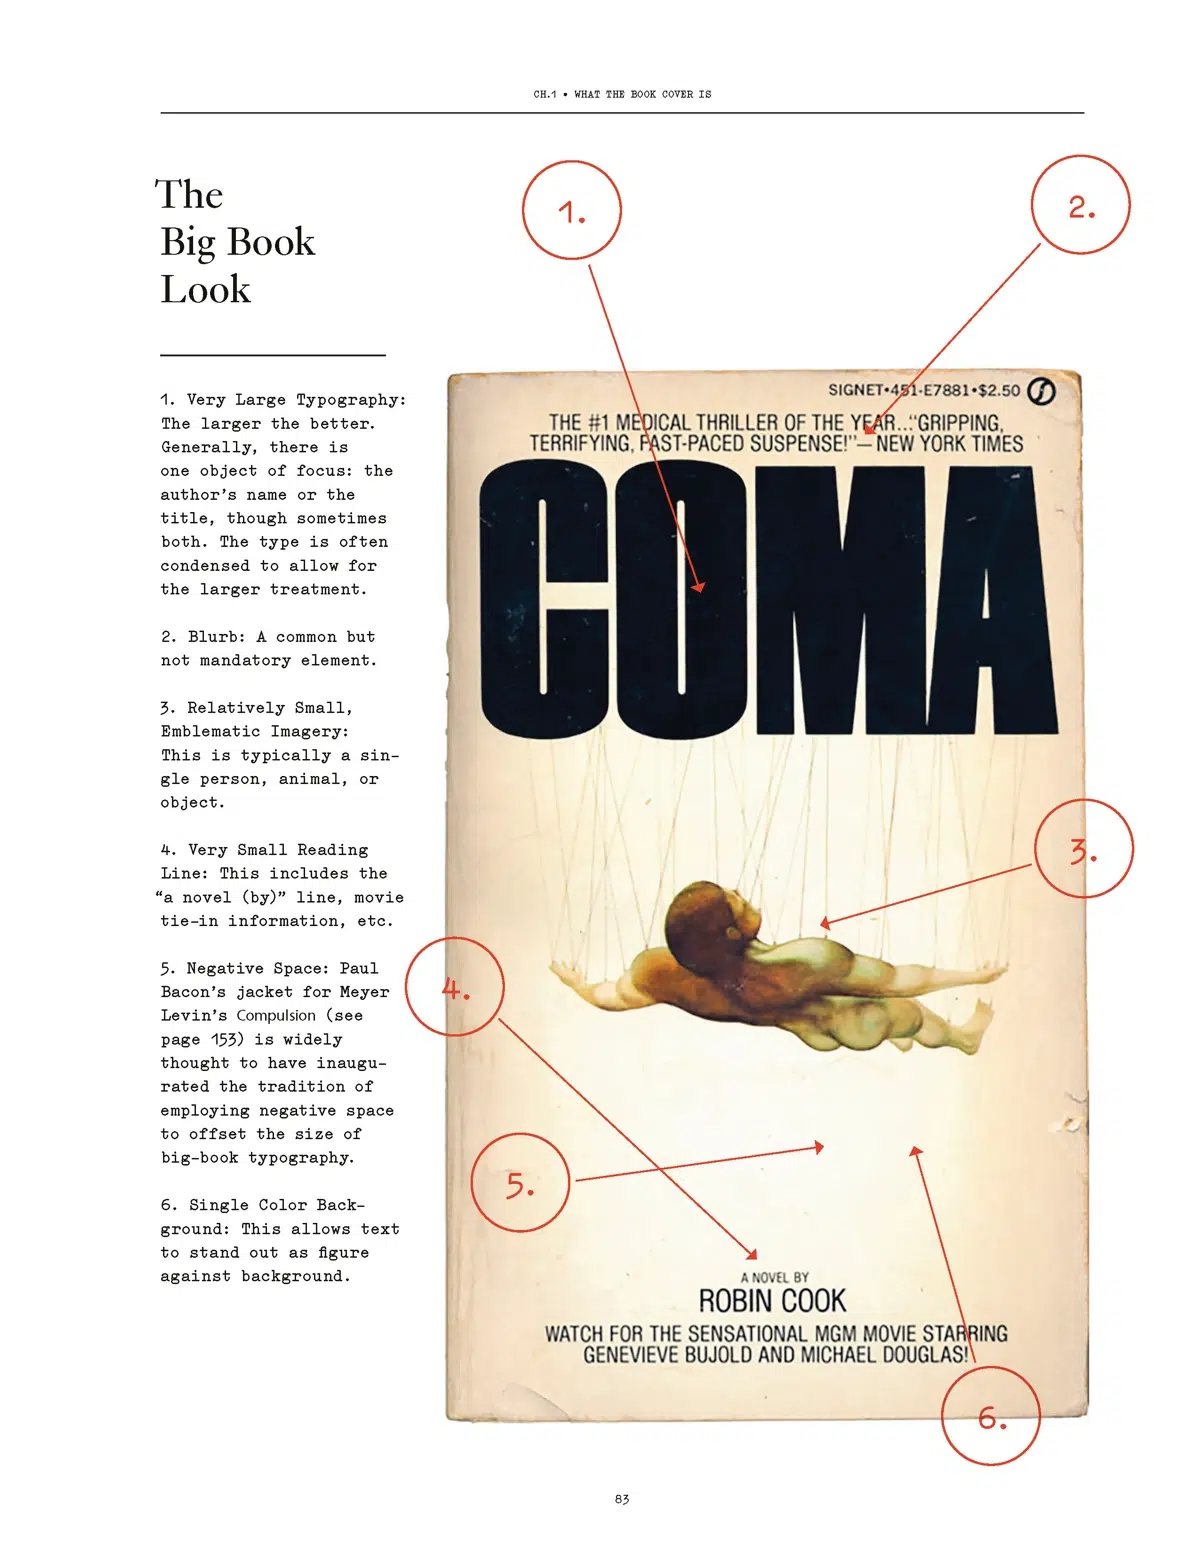 CH.1 • WHAT THE BOOK COVER IS
The
Big Book
Look
1. Very Large Typography:
The larger the better.
Generally, there is
one object of focus: the
author’s name or the
title, though sometimes
both. The type is often
condensed to allow for
the larger treatment.
2. Blurb: A common but
not mandatory element.
3. Relatively Small,
Emblematic Imagery:
This is typically a sin-
gle person, animal, or
object.
4. Very Small Reading
Line: This includes the
“a novel (by)” line, movie
tie-in information, etc.
5. Negative Space: Paul
Bacon’s jacket for Meyer
Levin’s Compulsion (see
page 153) is widely
thought to have inaugu-
rated the tradition of
employing negative space
to offset the size of
big-book typography.
6. Single Color Back-
ground: This allows text
to stand out as figure
against background.
1.
2.
SIGNET•451-E7881•$2.50
THE #1 MEDICAL THRILLER OF THE YEAR...“GRIPPING,
TERRIFYING, FAST-PACED SUSPENSE!”—NEW YORK TIMES
COMA
3.
4.
5.
A NOVEL BY
ROBIN COOK
WATCH FOR THE SENSATIONAL MGM MOVIE STARRING
GENEVIEVE BUJOLD AND MICHAEL DOUGLAS!
6.
83